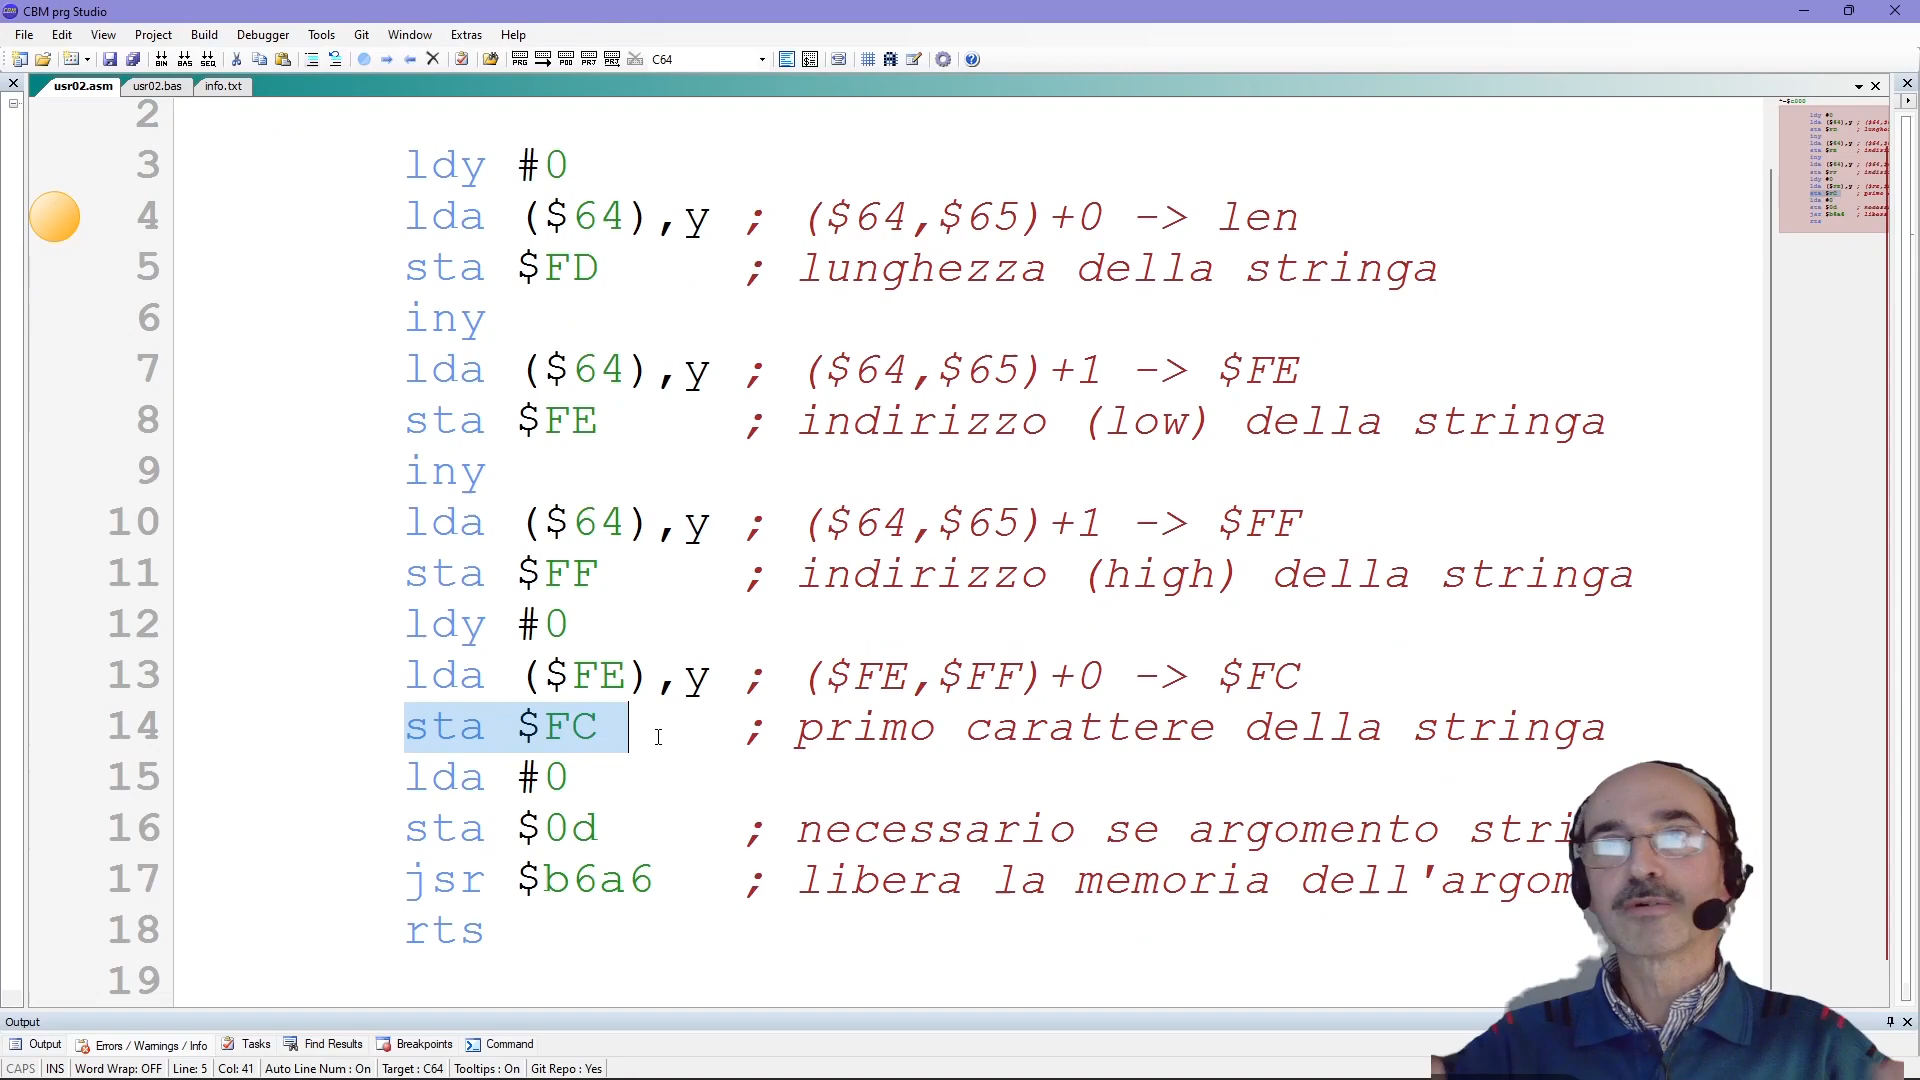 CBM prg Studio
File Edit View Project Build Debugger Tools Git Window Extras Help
C64
usr02.asm usr02.bas info.txt
2
3 ldy #0
4 lda ($64),y ; ($64,$65)+0 -> len
5 sta $FD ; lunghezza della stringa
6 iny
7 lda ($64),y ; ($64,$65)+1 -> $FE
8 sta $FE ; indirizzo (low) della stringa
9 iny
10 lda ($64),y ; ($64,$65)+1 -> $FF
11 sta $FF ; indirizzo (high) della stringa
12 ldy #0
13 lda ($FE),y ; ($FE,$FF)+0 -> $FC
14 sta $FC ; primo carattere della stringa
15 lda #0
16 sta $0d ; necessario se argomento stri
17 jsr $b6a6 ; libera la memoria dell'argom
18 rts
19
Output
Output Errors / Warnings / Info Tasks Find Results Breakpoints Command
CAPS INS Word Wrap: OFF Line: 5 Col: 41 Auto Line Num : On Target : C64 Tooltips : On Git Repo : Yes